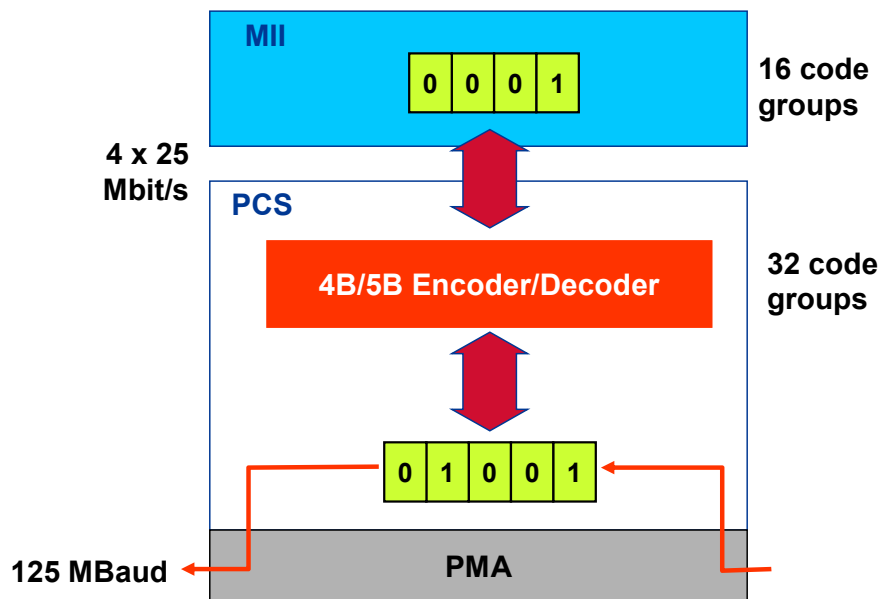 MII
0 0 0 1
16 code
groups
4 x 25
Mbit/s
PCS
4B/5B Encoder/Decoder
32 code
groups
0 1 0 0 1
125 MBaud
PMA